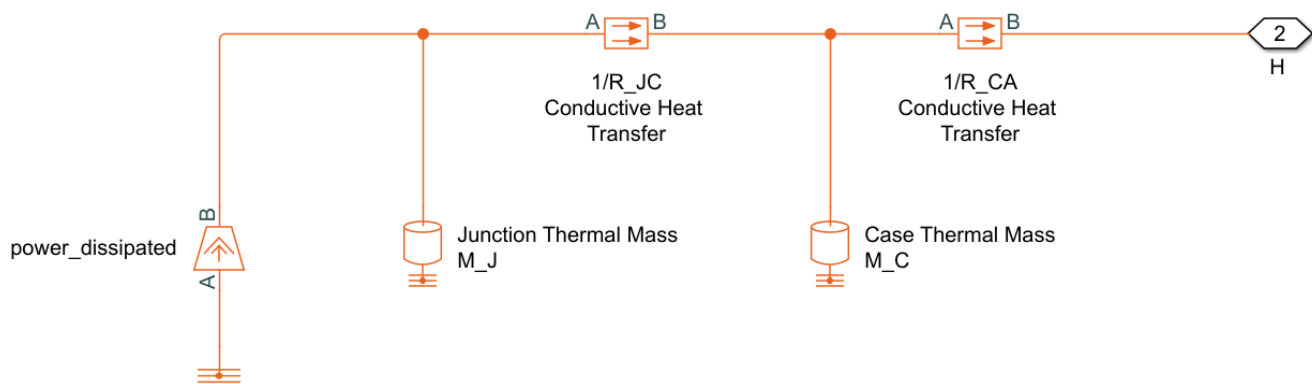 A
B
A
B
2
H
1/R_JC
Conductive Heat
Transfer
1/R_CA
Conductive Heat
Transfer
B
power_dissipated
A
Junction Thermal Mass
M_J
Case Thermal Mass
M_C